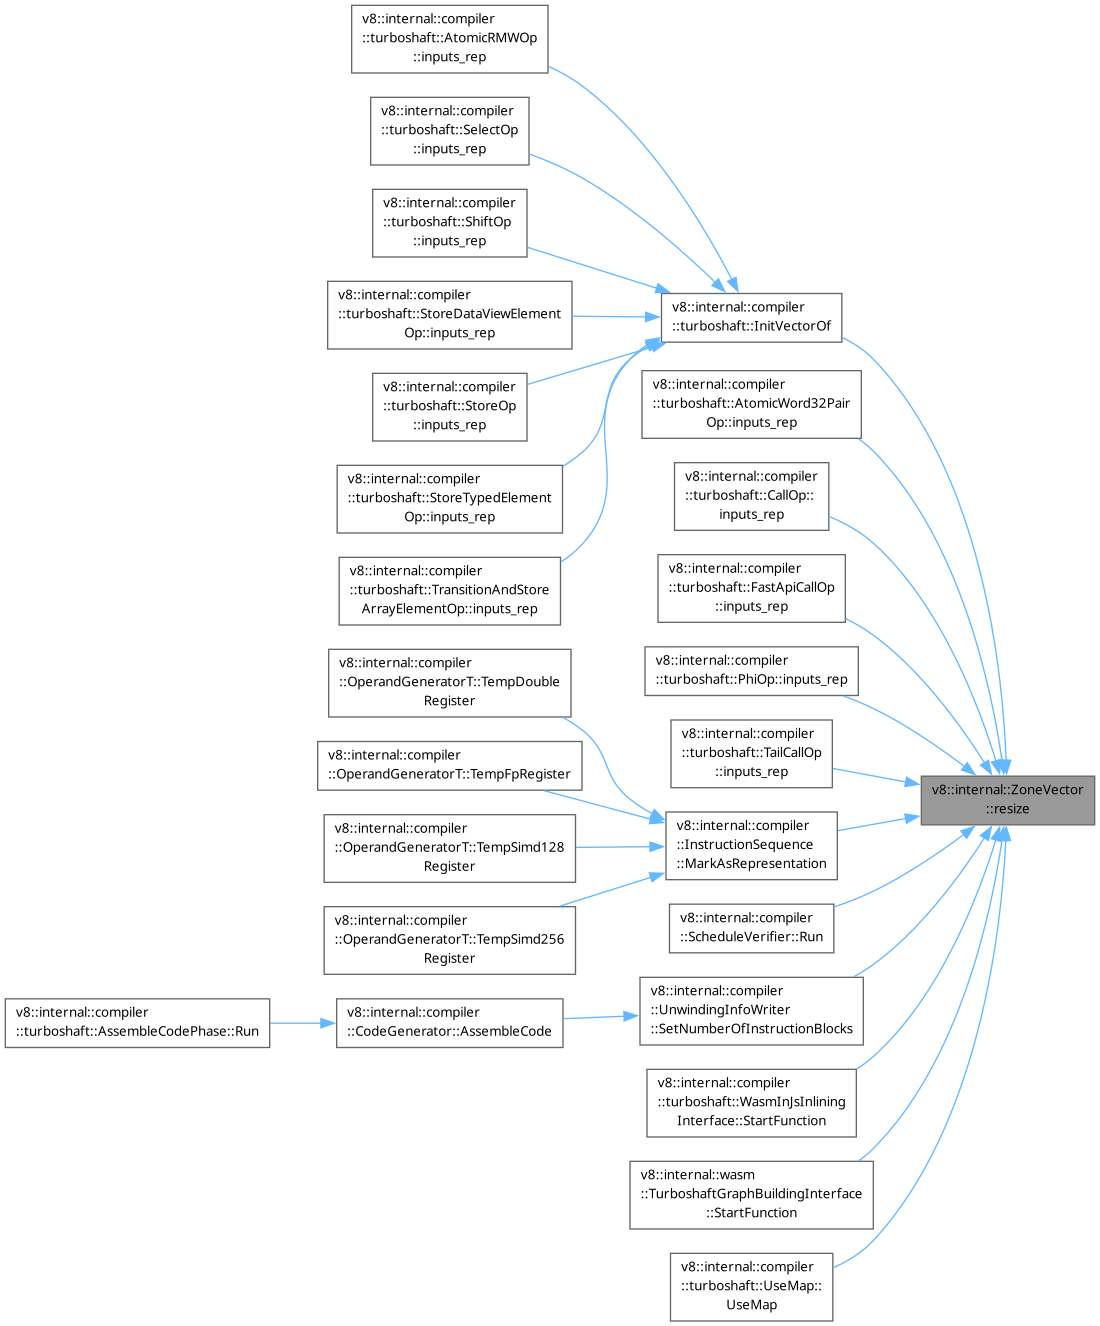 v8::internal::compiler
::turboshaft::AtomicRMWOp
::inputs_rep
v8::internal::compiler
::turboshaft::SelectOp
::inputs_rep
v8::internal::compiler
::turboshaft::ShiftOp
::inputs_rep
v8::internal::compiler
::turboshaft::StoreDataViewElement
Op::inputs_rep
v8::internal::compiler
::turboshaft::StoreOp
::inputs_rep
v8::internal::compiler
::turboshaft::StoreTypedElement
Op::inputs_rep
v8::internal::compiler
::turboshaft::TransitionAndStore
ArrayElementOp::inputs_rep
v8::internal::compiler
::OperandGeneratorT::TempDouble
Register
v8::internal::compiler
::OperandGeneratorT::TempFpRegister
v8::internal::compiler
::OperandGeneratorT::TempSimd128
Register
v8::internal::compiler
::OperandGeneratorT::TempSimd256
Register
v8::internal::compiler
::turboshaft::AssembleCodePhase::Run
v8::internal::compiler
::CodeGenerator::AssembleCode
v8::internal::compiler
::turboshaft::InitVectorOf
v8::internal::compiler
::turboshaft::AtomicWord32Pair
Op::inputs_rep
v8::internal::compiler
::turboshaft::CallOp::
inputs_rep
v8::internal::compiler
::turboshaft::FastApiCallOp
::inputs_rep
v8::internal::compiler
::turboshaft::PhiOp::inputs_rep
v8::internal::compiler
::turboshaft::TailCallOp
::inputs_rep
v8::internal::compiler
::InstructionSequence
::MarkAsRepresentation
v8::internal::compiler
::ScheduleVerifier::Run
v8::internal::compiler
::UnwindingInfoWriter
::SetNumberOfInstructionBlocks
v8::internal::compiler
::turboshaft::WasmInJsInlining
Interface::StartFunction
v8::internal::wasm
::TurboshaftGraphBuildingInterface
::StartFunction
v8::internal::compiler
::turboshaft::UseMap::
UseMap
v8::internal::ZoneVector
::resize